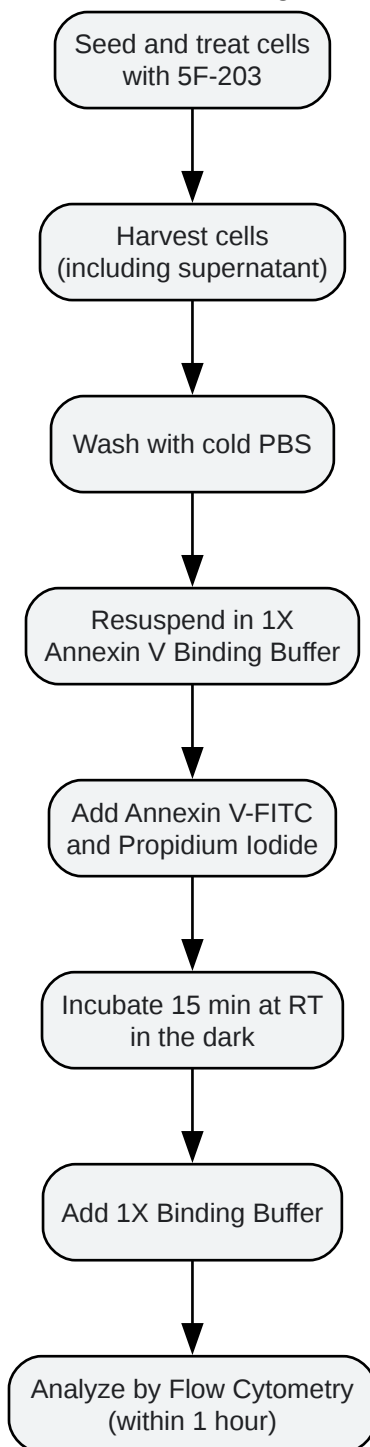 Seed and treat cells
with 5F-203
Harvest cells
(including supernatant)
Wash with cold PBS
Resuspend in 1X
Annexin V Binding Buffer
Add Annexin V-FITC
and Propidium Iodide
Incubate 15 min at RT
in the dark
Add 1X Binding Buffer
Analyze by Flow Cytometry
(within 1 hour)